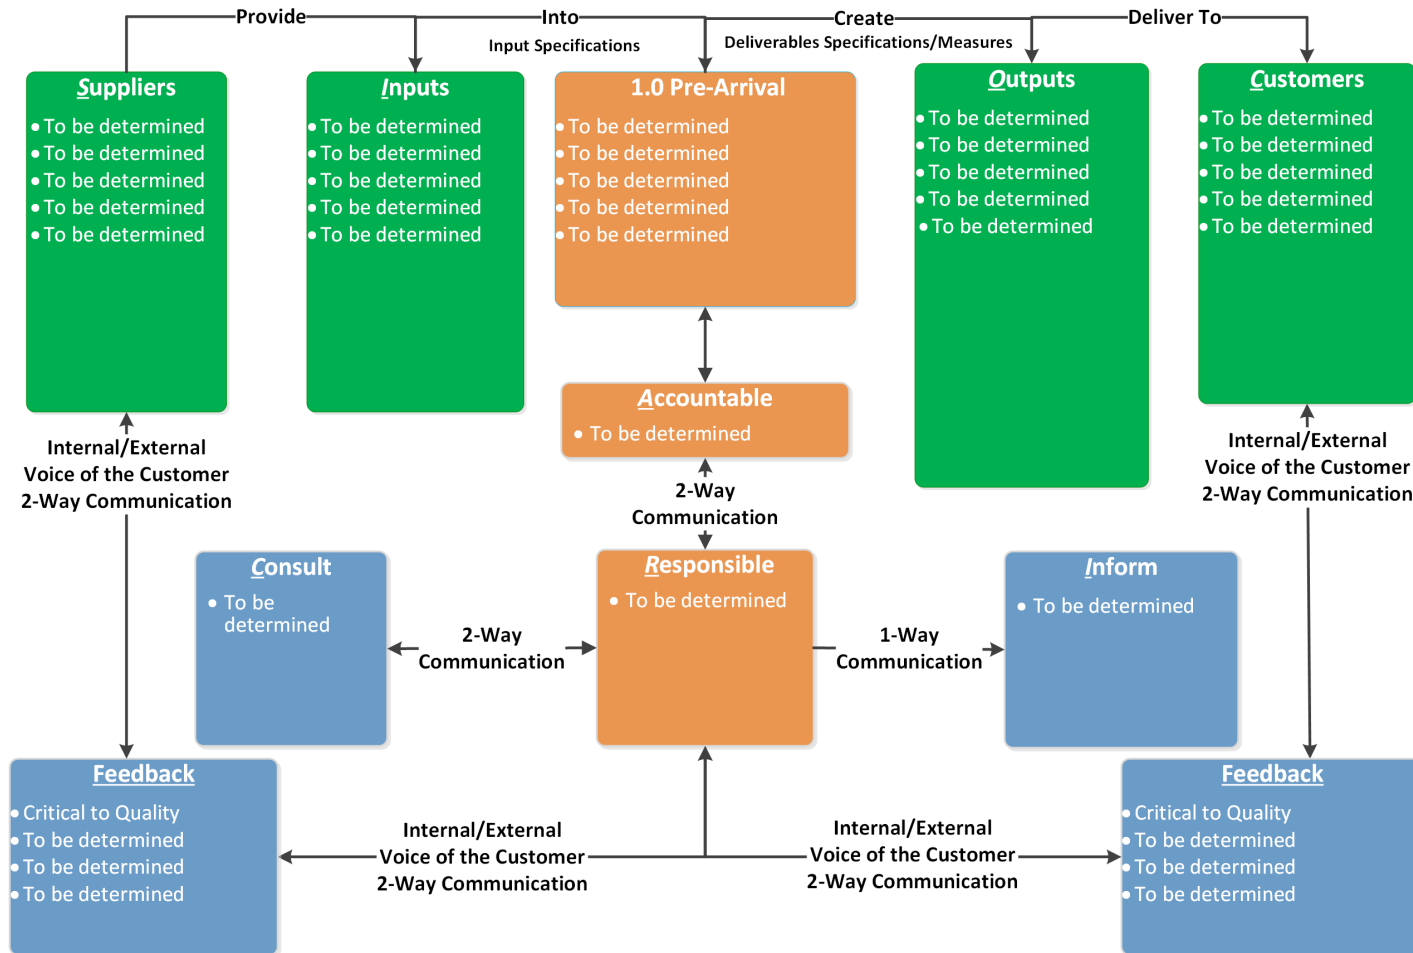 Provide
Into
Create
Deliver To
Input Specifications
Deliverables Specifications/Measures
Suppliers
• To be determined
• To be determined
• To be determined
• To be determined
• To be determined
Inputs
• To be determined
• To be determined
• To be determined
• To be determined
• To be determined
1.0 Pre-Arrival
• To be determined
• To be determined
• To be determined
• To be determined
• To be determined
Outputs
• To be determined
• To be determined
• To be determined
• To be determined
• To be determined
Customers
• To be determined
• To be determined
• To be determined
• To be determined
• To be determined
Accountable
• To be determined
Internal/External
Voice of the Customer
2-Way Communication
2-Way
Communication
Internal/External
Voice of the Customer
2-Way Communication
Consult
• To be
determined
2-Way
Communication
Responsible
• To be determined
1-Way
Communication
Inform
• To be determined
Feedback
• Critical to Quality
• To be determined
• To be determined
• To be determined
Internal/External
Voice of the Customer
2-Way Communication
Internal/External
Voice of the Customer
2-Way Communication
Feedback
• Critical to Quality
• To be determined
• To be determined
• To be determined